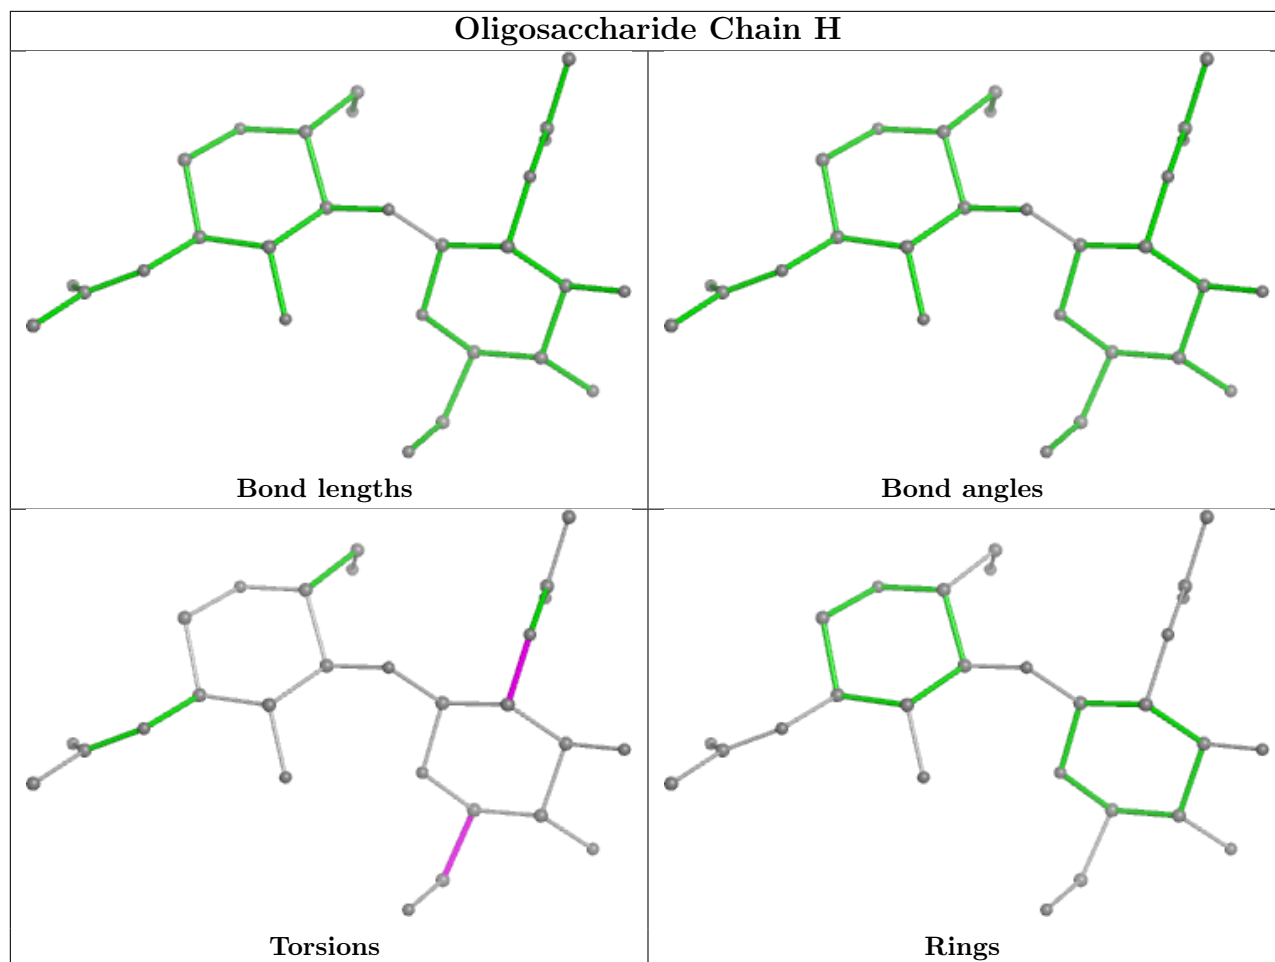 Oligosaccharide Chain H
Bond lengths
Bond angles
Torsions
Rings